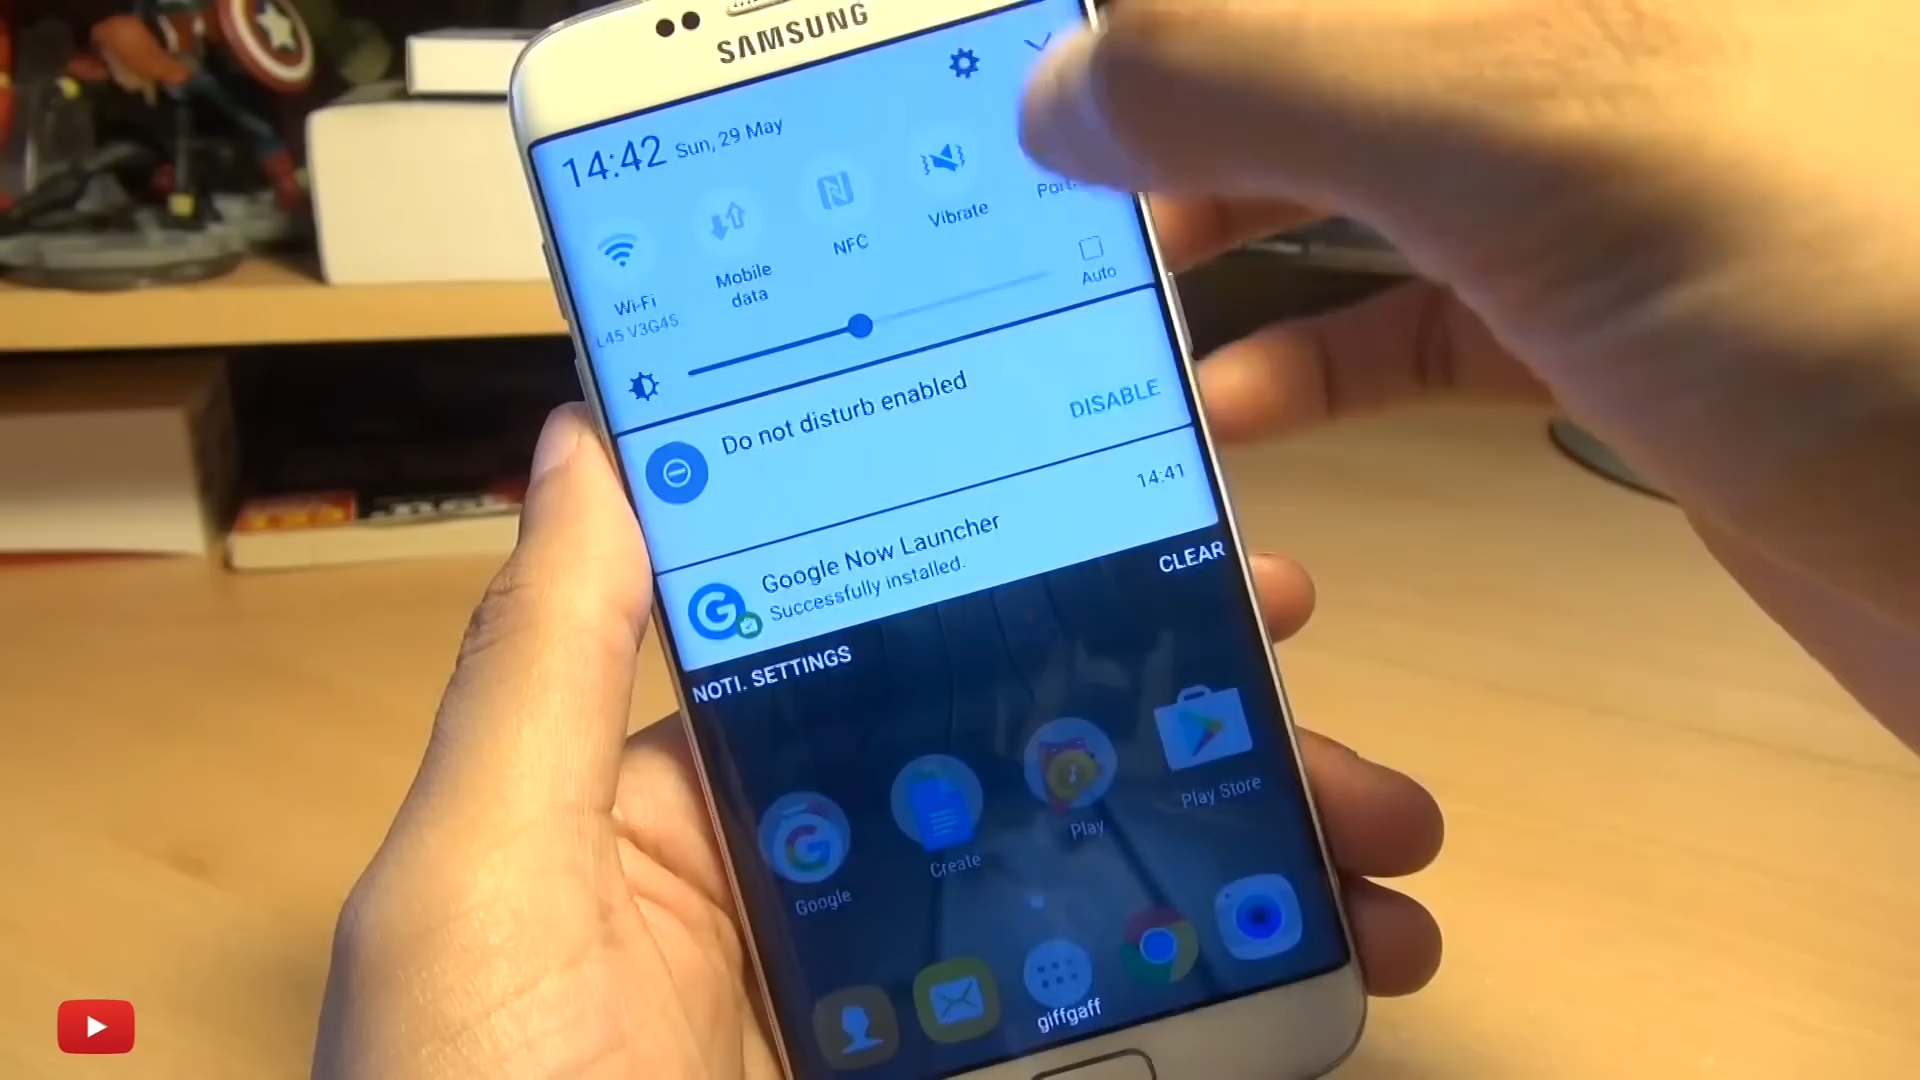 SAMSUNG
14:42 Sun, 29 May
Wi-Fi
L45 V3G4S
Mobile
data
NFC
Vibrate
Auto
Do not disturb enabled
DISABLE
Google Now Launcher
14:41
Successfully installed.
CLEAR
NOTI. SETTINGS
Google
Create
Play
Play Store
giffgaff